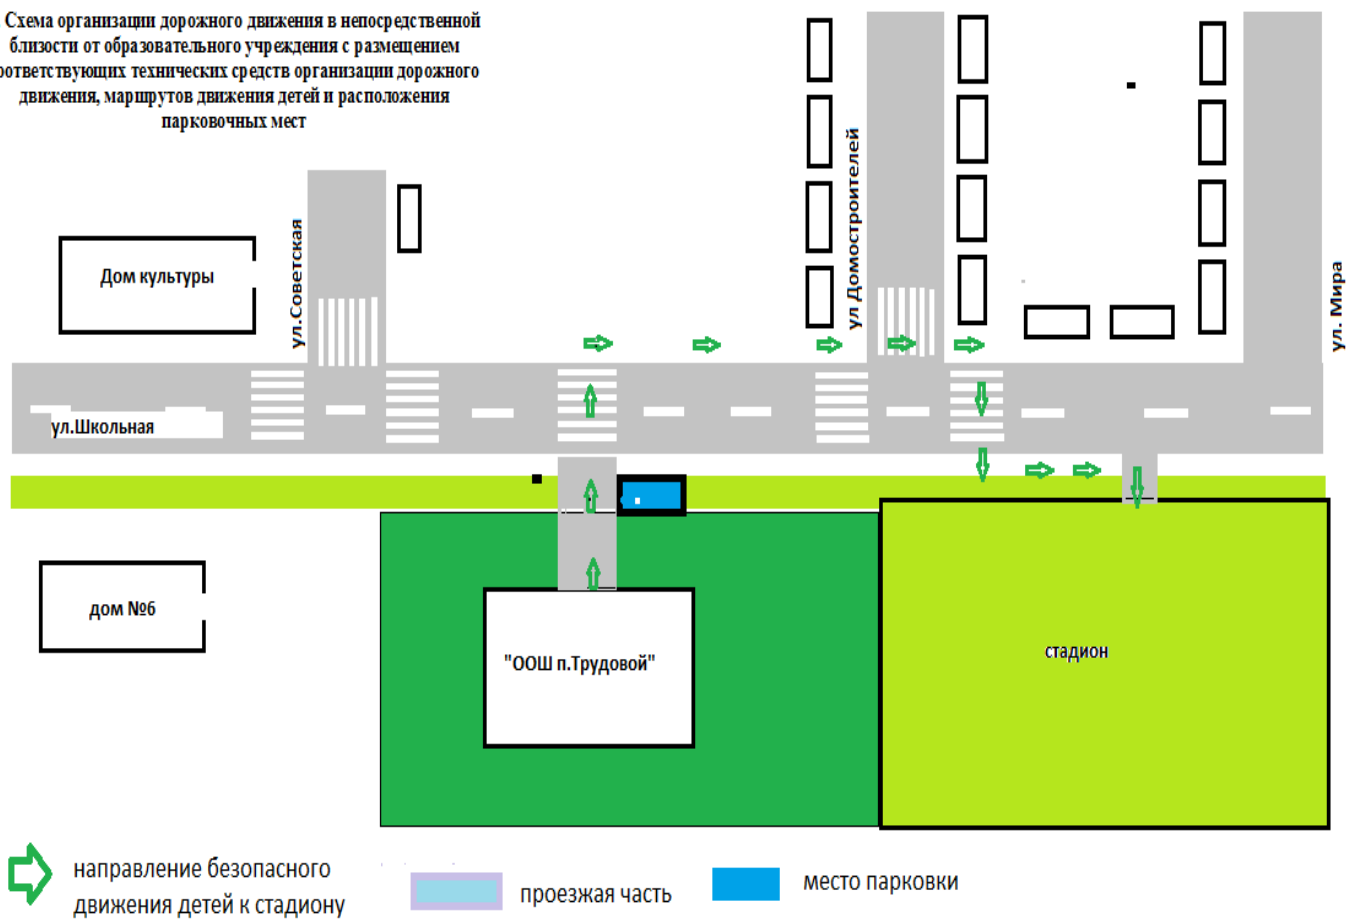 Схема организации дорожного движения в непосредственной
близости от образовательного учреждения с размещением
оответствующих технических средств организации дорожного
движения, маршрутов движения детей и расположения
парковочных мест
Дом культуры
ул.Советская
ул Домостроителей
ул. Мира
ул.Школьная
дом №6
"ООШ п.Трудовой"
стадион
направление безопасного
движения детей к стадиону
проезжая часть
место парковки